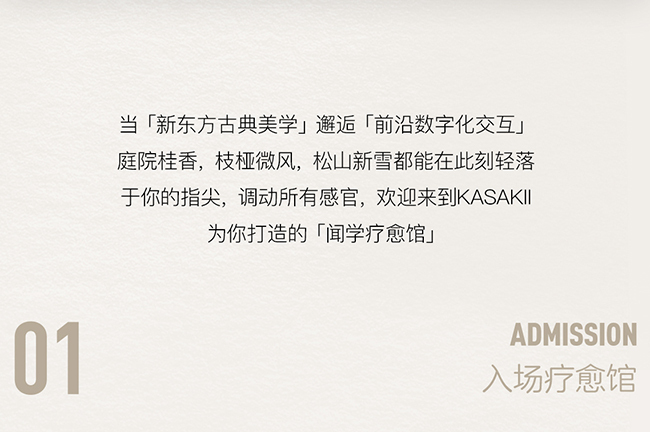 当「新东方古典美学」邂逅「前沿数字化交互」
庭院桂香，枝桠微风，松山新雪都能在此刻轻落
于你的指尖，调动所有感官，欢迎来到KASAKII
为你打造的「闻学疗愈馆」
01
ADMISSION
入场疗愈馆